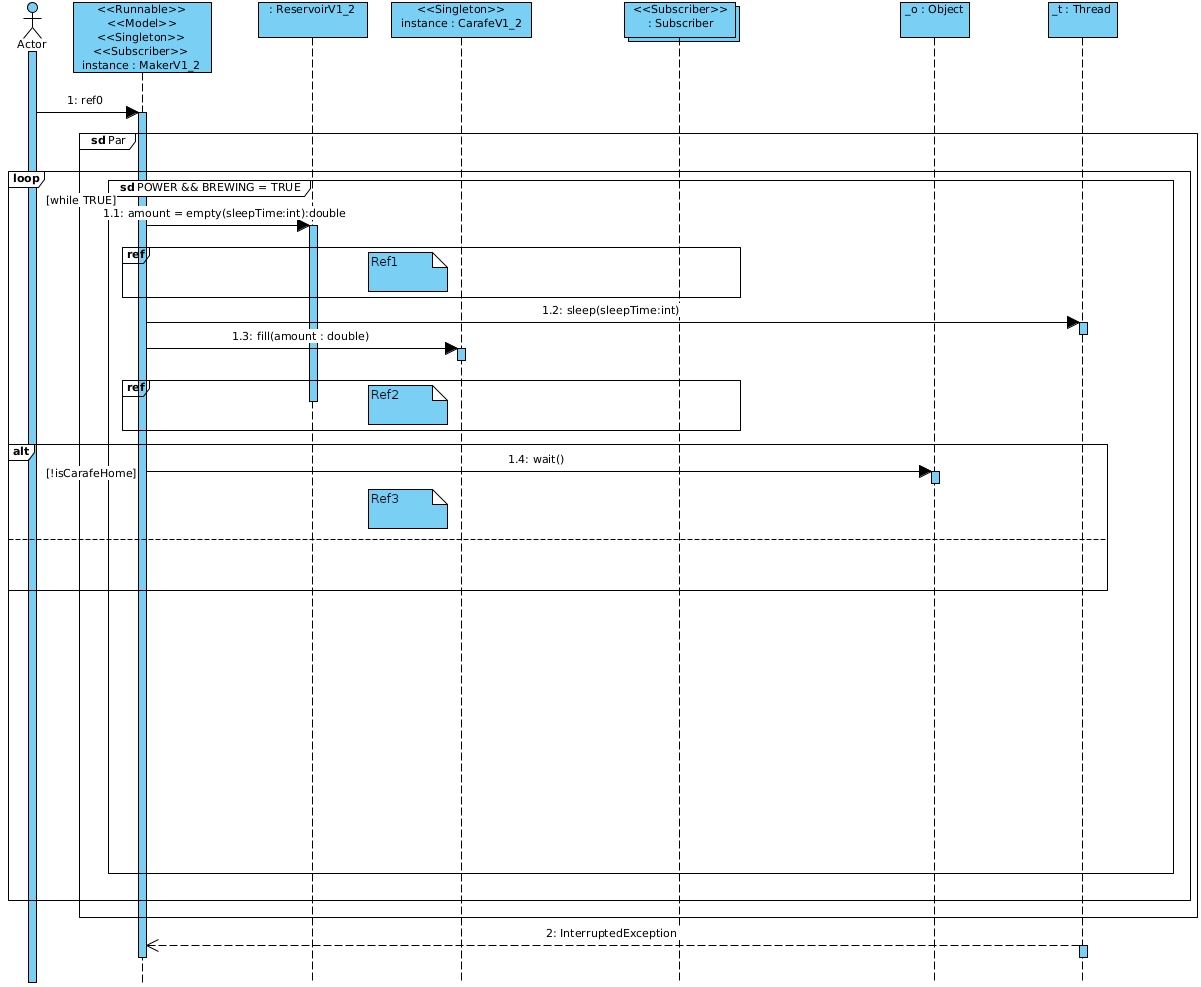 Actor
<<Runnable>>
<<Model>>
<<Singleton>>
<<Subscriber>>
instance : MakerV1_2
: ReservoirV1_2
<<Singleton>>
instance : CarafeV1_2
<<Subscriber>>
: Subscriber
_o : Object
_t : Thread
1: ref0
sd Par
loop
sd POWER && BREWING = TRUE
[while TRUE]
1.1: amount = empty(sleepTime:int):double
ref
Ref1
1.2: sleep(sleepTime:int)
1.3: fill(amount : double)
ref
Ref2
alt
1.4: wait()
[!isCarafeHome]
Ref3
2: InterruptedException